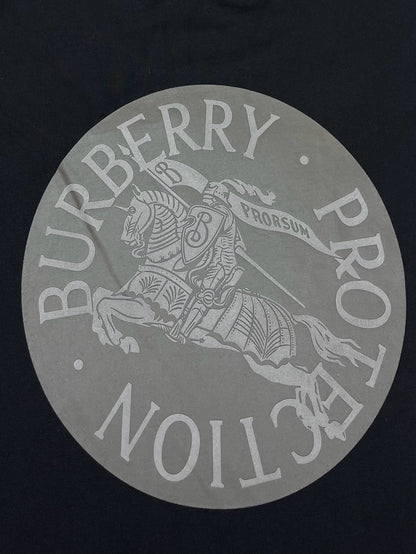 BURBERRY · PROTECTION ·
B
PRORSUM
B